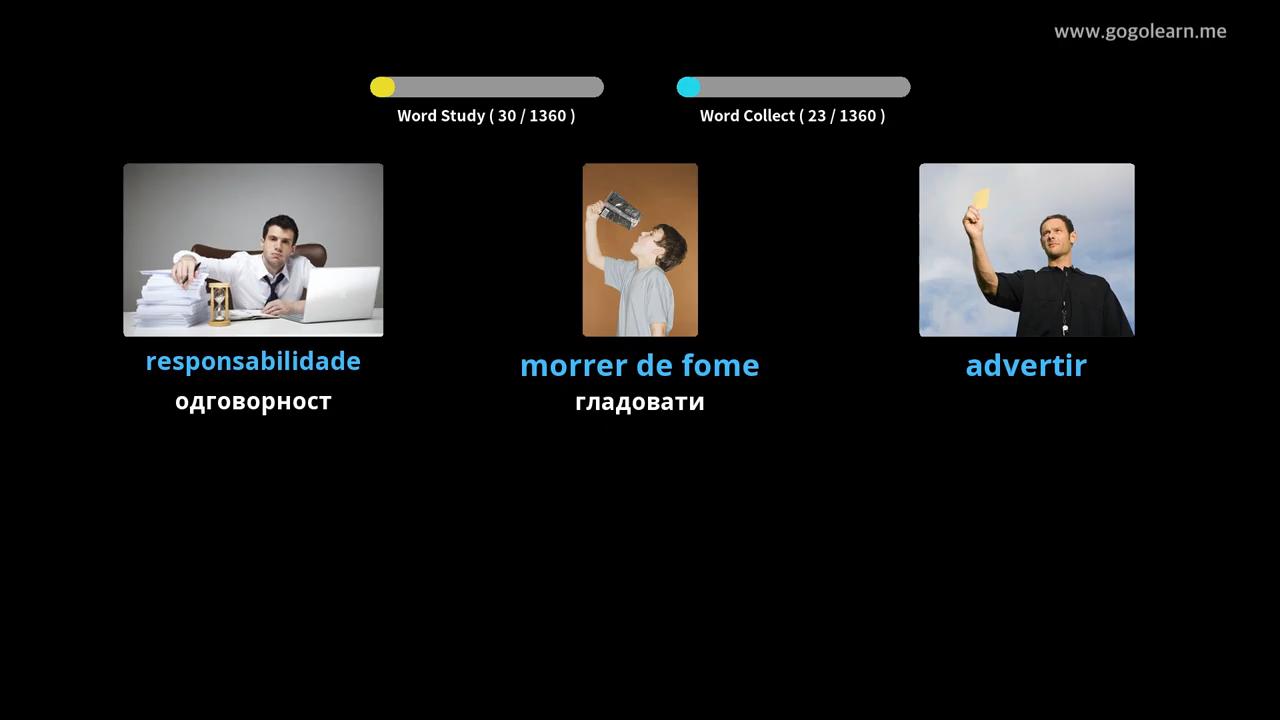 www.gogolearn.me
Word Study ( 30 / 1360 )
Word Collect ( 23 / 1360 )
responsabilidade
morrer de fome
advertir
одговорност
гладовати